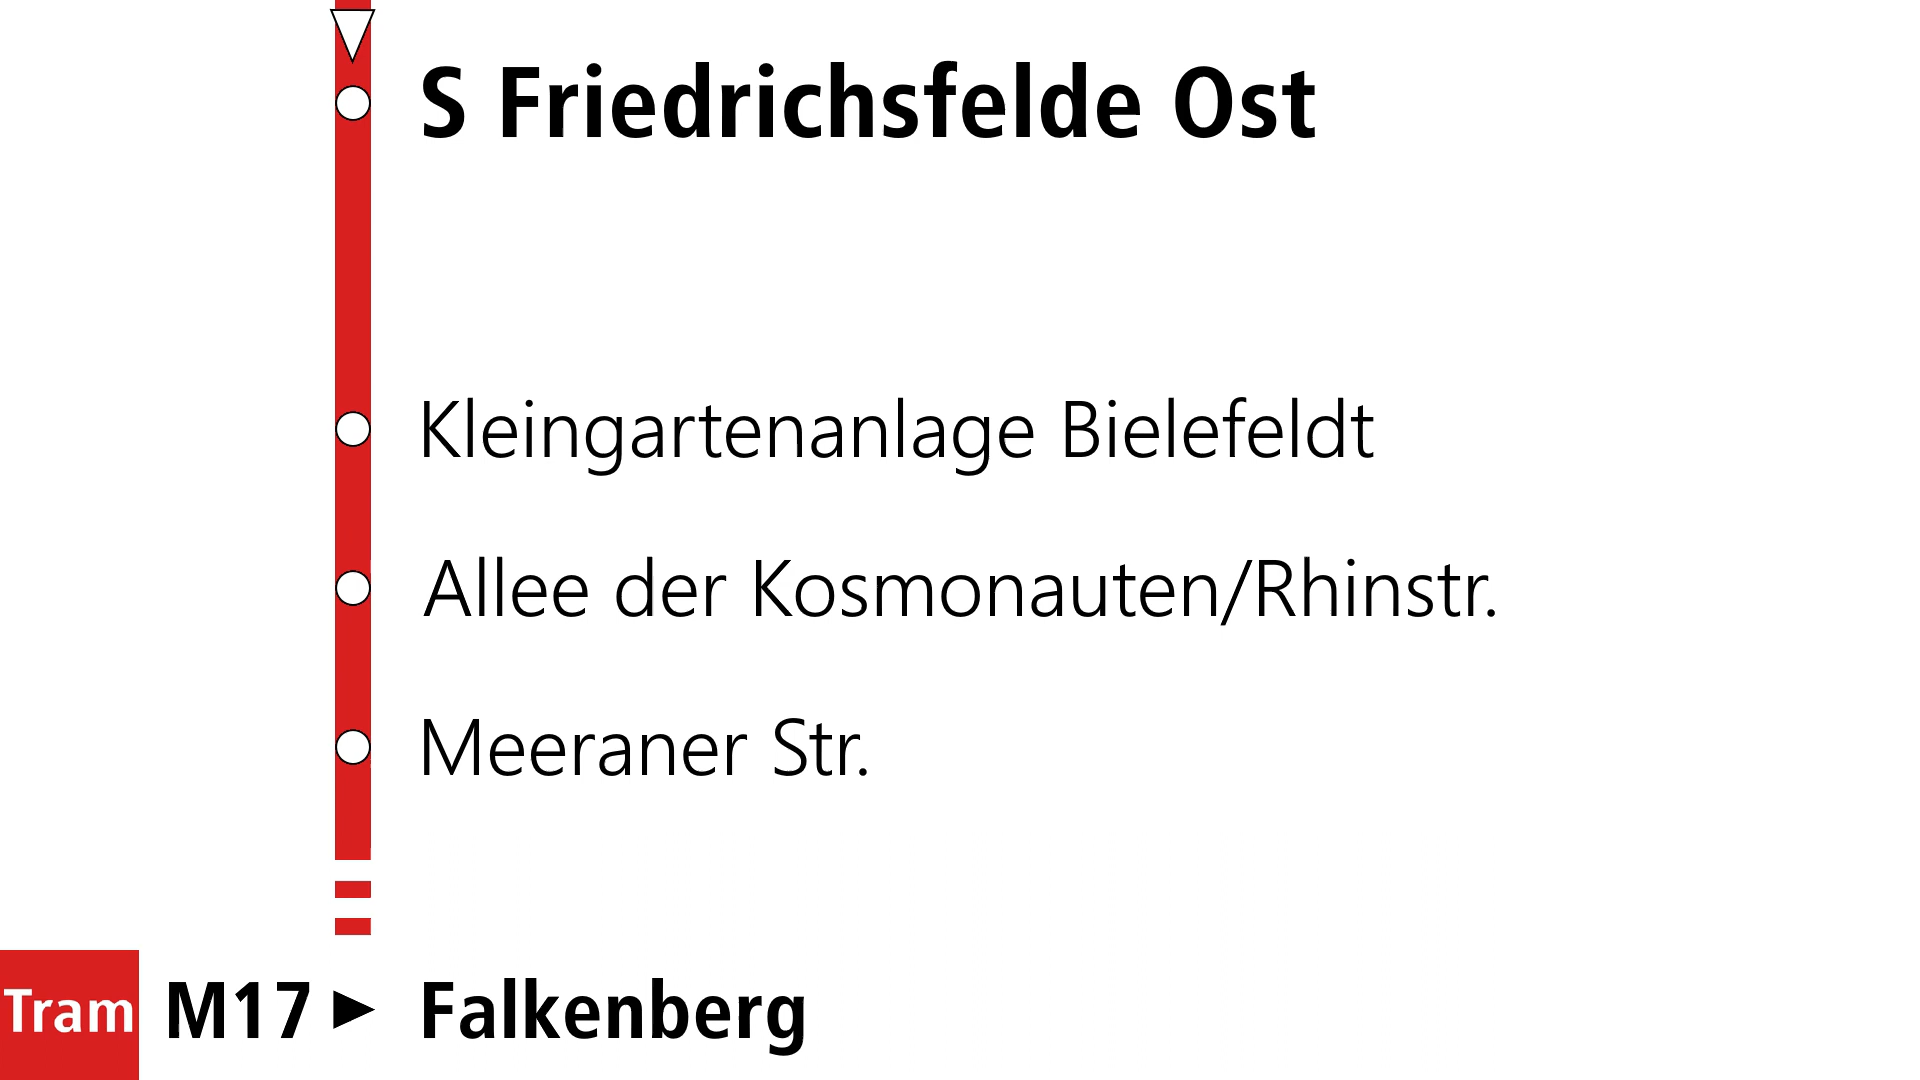 S Friedrichsfelde Ost
Kleingartenanlage Bielefeldt
Allee der Kosmonauten/Rhinstr.
Meeraner Str.
Tram M17 ► Falkenberg